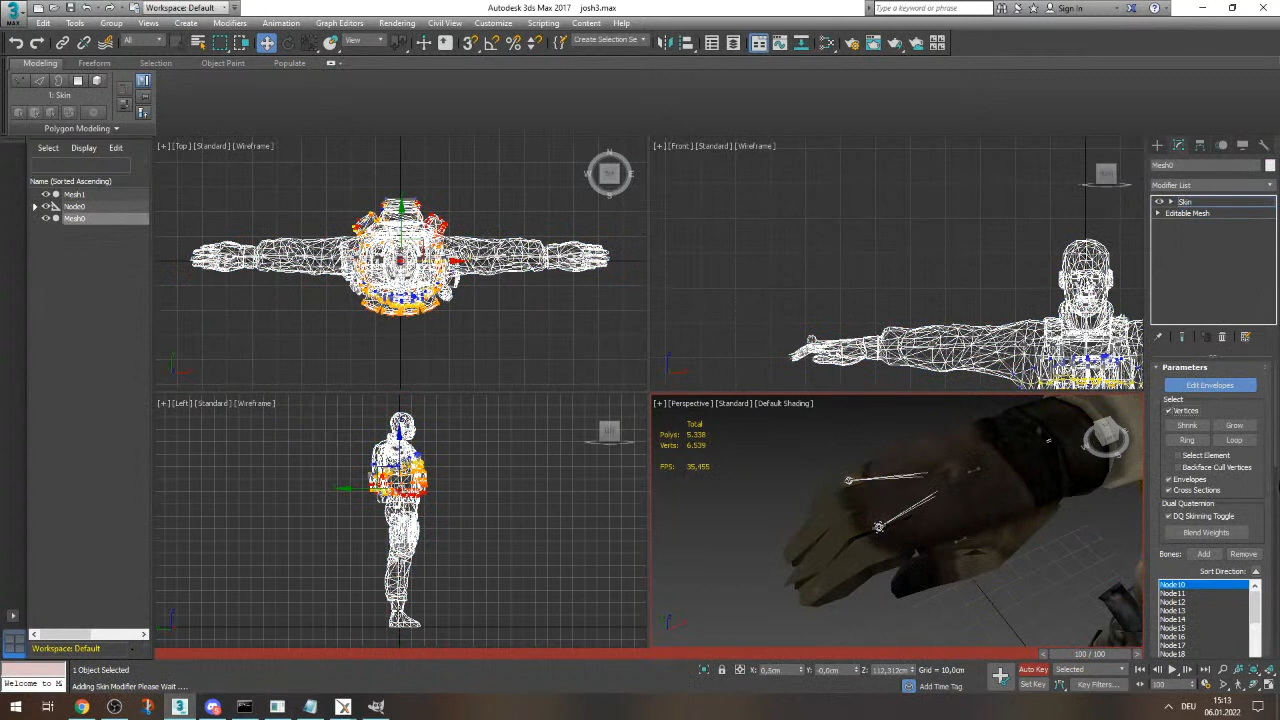 Workspace: Default
Autodesk 3ds Max 2017 josh3.max
Type a keyword or phrase
Sign In
MAX
File Edit Tools Group Views Create Modifiers Animation Graph Editors Rendering Civil View Customize Scripting Content Help
All
View
Create Selection Se
Modeling Freeform Selection Object Paint Populate
1: Skin
Polygon Modeling
Select Display Edit
Name (Sorted Ascending)
Mesh1
Node0
Mesh0
[+] [Top] [Standard] [Wireframe]
[+] [Front] [Standard] [Wireframe]
[+] [Left] [Standard] [Wireframe]
[+] [Perspective] [Standard] [Default Shading]
Total
Polys: 5.338
Verts: 6.539
FPS: 35,455
Mesh0
Modifier List
Skin
Editable Mesh
Parameters
Edit Envelopes
Select
Vertices
Shrink Grow
Ring Loop
Select Element
Backface Cull Vertices
Envelopes
Cross Sections
Dual Quaternion
DQ Skinning Toggle
Blend Weights
Bones: Add Remove
Sort Direction:
Node10
Node11
Node12
Node13
Node14
Node15
Node16
Node17
Node18
Workspace: Default
100 / 100
1 Object Selected
X: 0,5cm Y: -0,0cm Z: 112,312cm Grid = 10,0cm
Auto Key Selected
Welcome to M
Adding Skin Modifier Please Wait ....
Add Time Tag
Set Key Key Filters...
100
DEU
15:13
06.01.2022